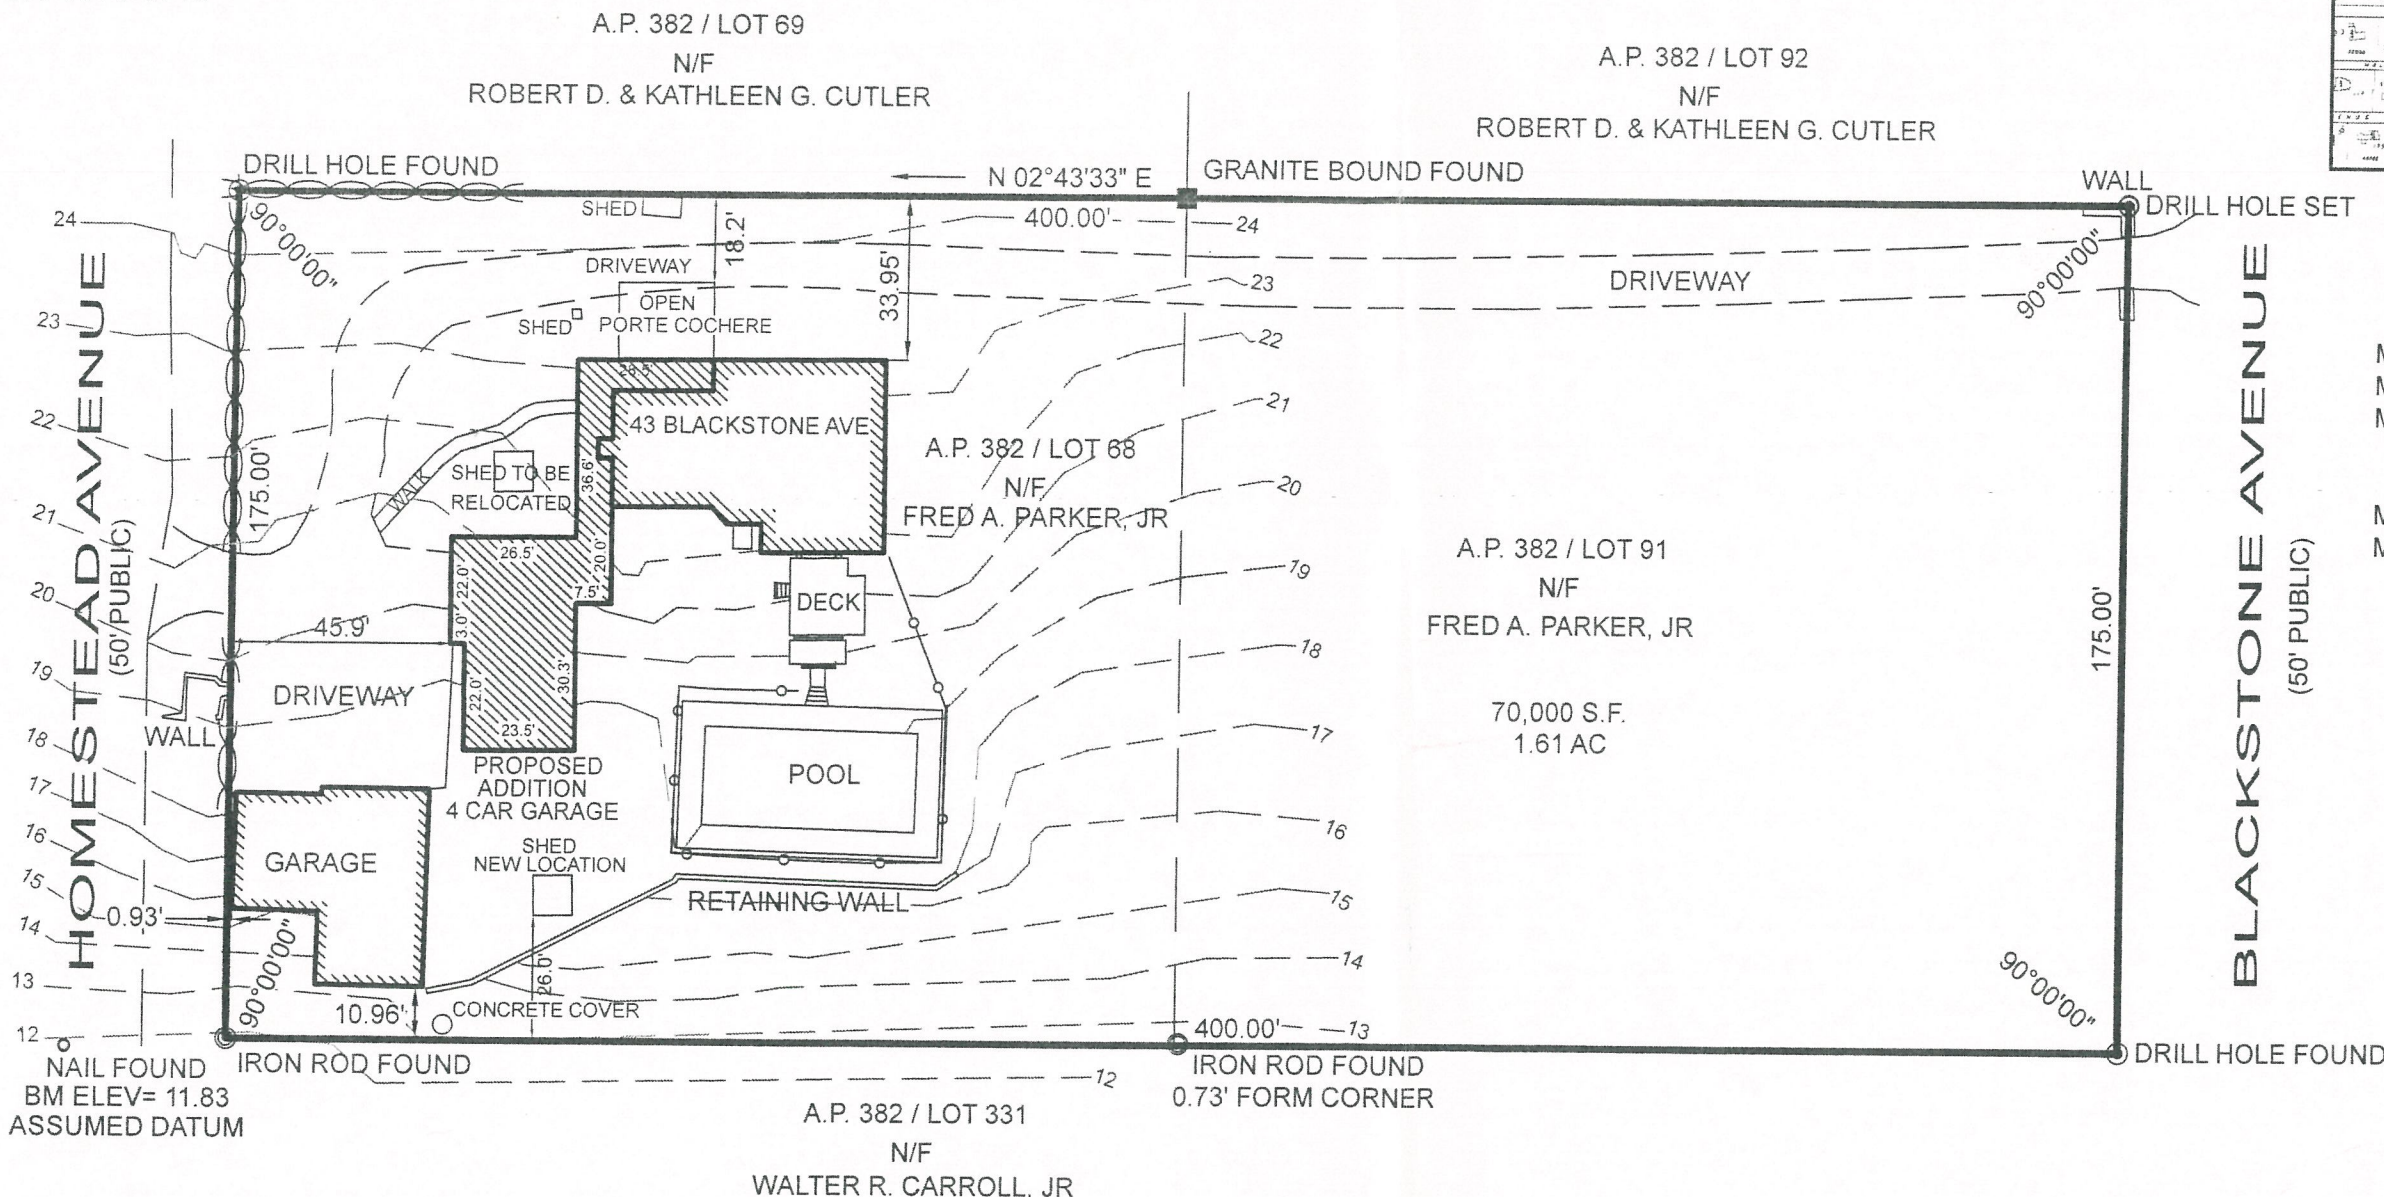 A.P. 382 / LOT 69
N/F
ROBERT D. & KATHLEEN G. CUTLER
A.P. 382 / LOT 92
N/F
ROBERT D. & KATHLEEN G. CUTLER
DRILL HOLE FOUND
N 02°43'33" E
GRANITE BOUND FOUND
WALL
DRILL HOLE SET
400.00'
24
24
23
23
22
22
21
21
20
20
19
19
18
18
17
17
16
16
15
15
14
14
13
13
12
12
HOMESTEAD AVENUE
(50' PUBLIC)
90°00'00"
175.00'
SHED
18.2'
33.95'
DRIVEWAY
OPEN
PORTE COCHERE
SHED
DRIVEWAY
90°00'00"
28.5'
43 BLACKSTONE AVE
WALK
SHED TO BE
RELOCATED
36.6'
A.P. 382 / LOT 68
N/F
FRED A. PARKER, JR
26.5'
22.0'
20.0'
7.5'
3.0'
45.9'
DECK
A.P. 382 / LOT 91
N/F
FRED A. PARKER, JR
70,000 S.F.
1.61 AC
175.00'
BLACKSTONE AVENUE
(50' PUBLIC)
DRIVEWAY
22.0'
30.3'
23.5'
WALL
PROPOSED
ADDITION
4 CAR GARAGE
POOL
GARAGE
SHED
NEW LOCATION
RETAINING WALL
0.93'
90°00'00"
26.0'
10.96'
CONCRETE COVER
400.00'
90°00'00"
NAIL FOUND
BM ELEV= 11.83
ASSUMED DATUM
IRON ROD FOUND
IRON ROD FOUND
0.73' FORM CORNER
DRILL HOLE FOUND
A.P. 382 / LOT 331
N/F
WALTER R. CARROLL, JR